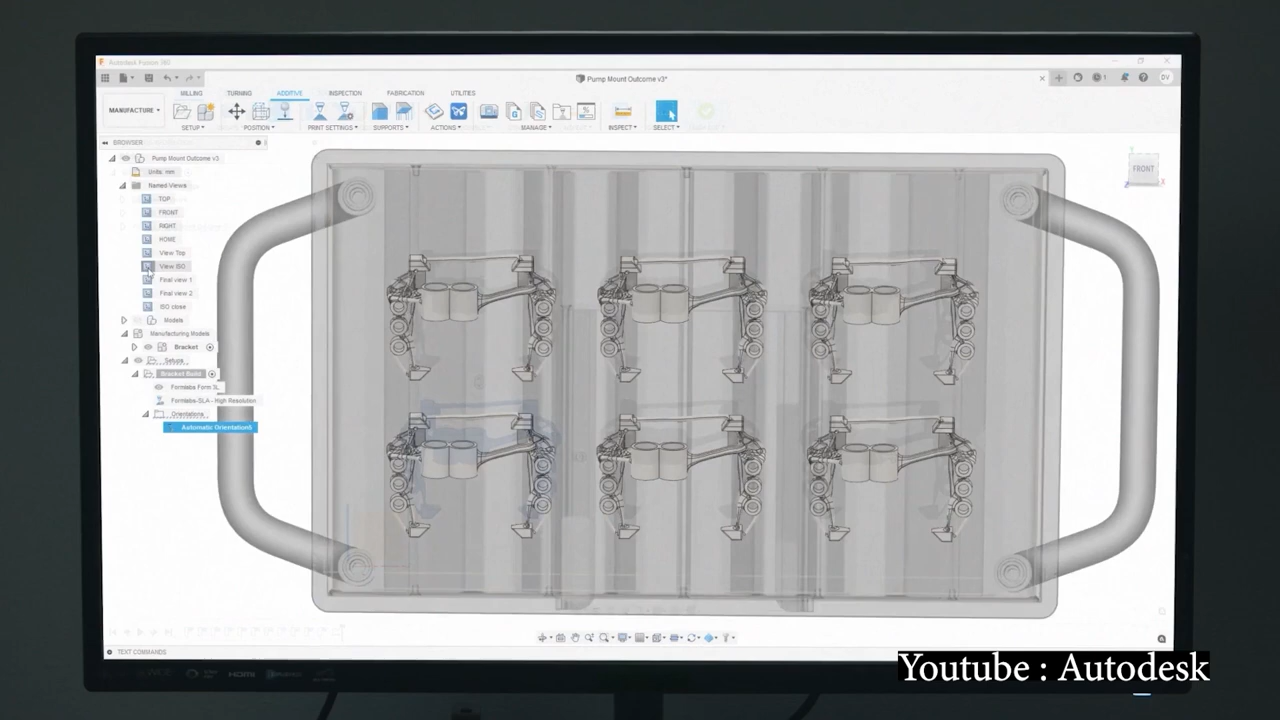 Autodesk Fusion 360
Pump Mount Outcome v3*
DV
MILLING TURNING ADDITIVE INSPECTION FABRICATION UTILITIES
MANUFACTURE
SETUP POSITION PRINT SETTINGS SUPPORTS ACTIONS MANAGE INSPECT SELECT
BROWSER
Pump Mount Outcome v3
Units: mm
Named Views
TOP
FRONT
RIGHT
HOME
View Top
View ISO
Final view 1
Final view 2
ISO close
Models
Manufacturing Models
Bracket
Setups
Bracket Build
Formlabs Form 3L
Formlabs-SLA - High Resolution
Orientations
Automatic Orientation5
FRONT
Z X
TEXT COMMANDS
HDMI
Youtube : Autodesk